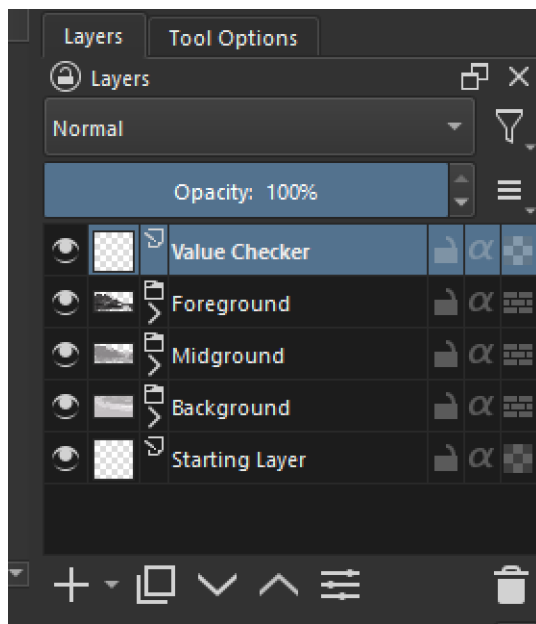 Layers
Tool Options
Layers
Normal
Opacity: 100%
Value Checker
α
Foreground
α
Midground
α
Background
α
Starting Layer
α